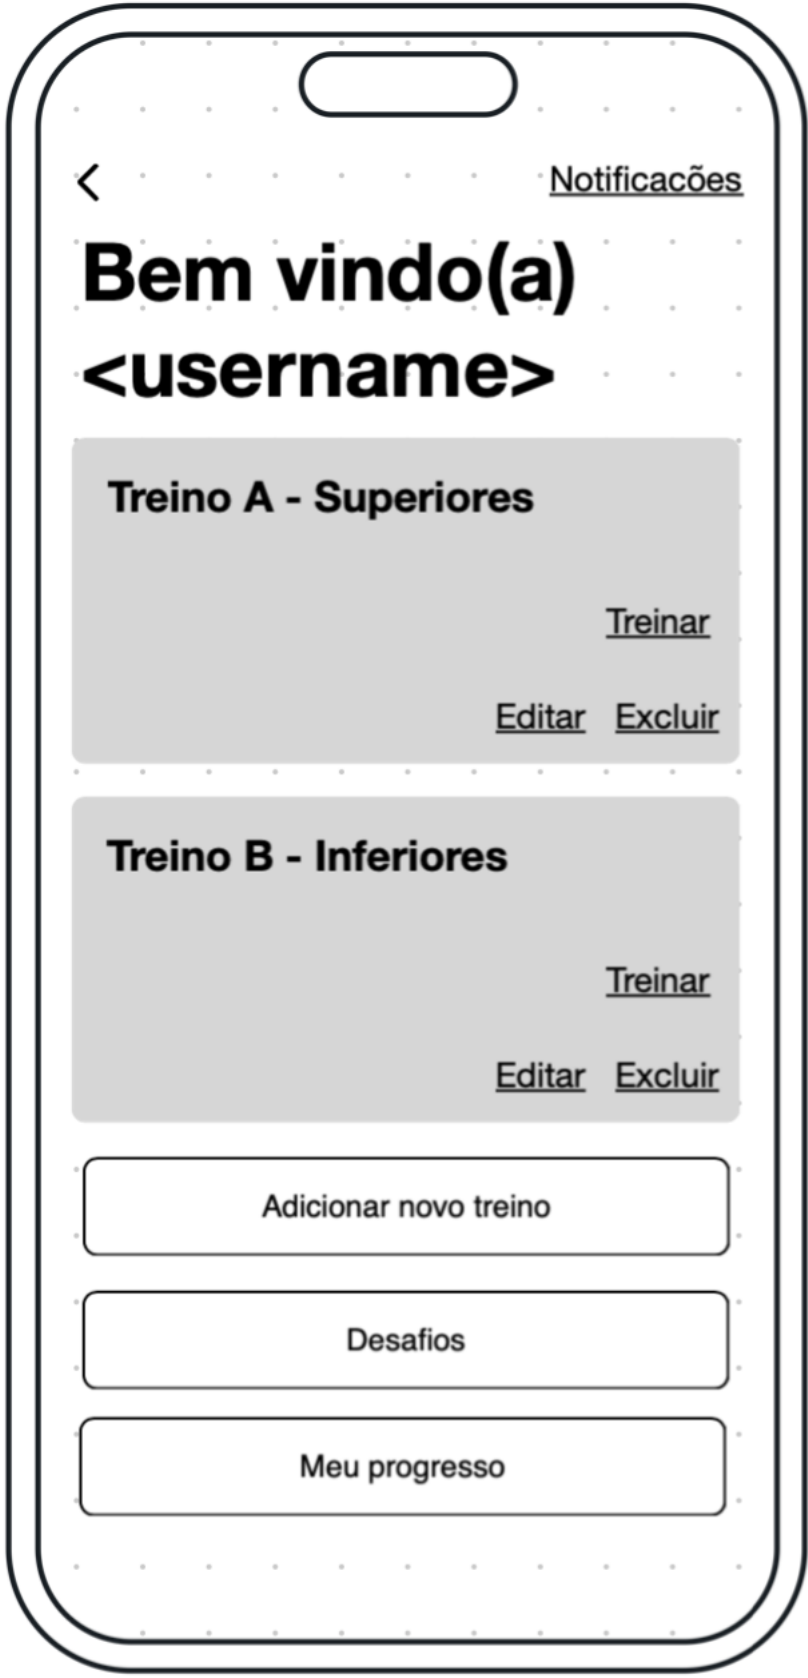 Notificacões
Bem vindo(a)
<username>
Treino A - Superiores
Treinar
Editar Excluir
Treino B - Inferiores
Treinar
Editar Excluir
Adicionar novo treino
Desafios
Meu progresso